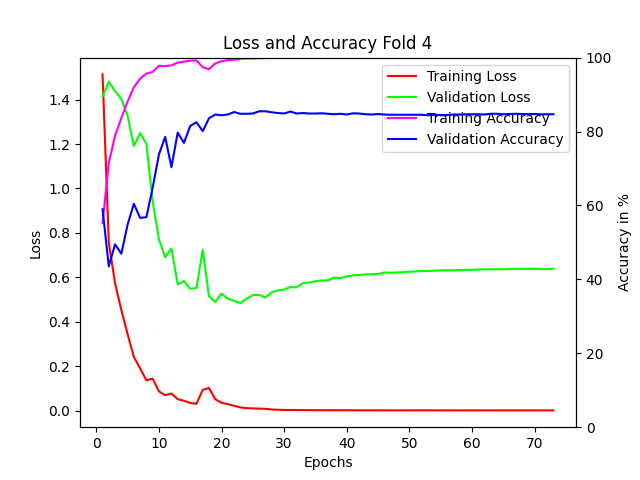 Loss and Accuracy Fold 4
Training Loss
Validation Loss
Training Accuracy
Validation Accuracy
1.4
1.2
1.0
0.8
0.6
0.4
0.2
0.0
Loss
100
80
60
40
20
0
Accuracy in %
0 10 20 30 40 50 60 70
Epochs